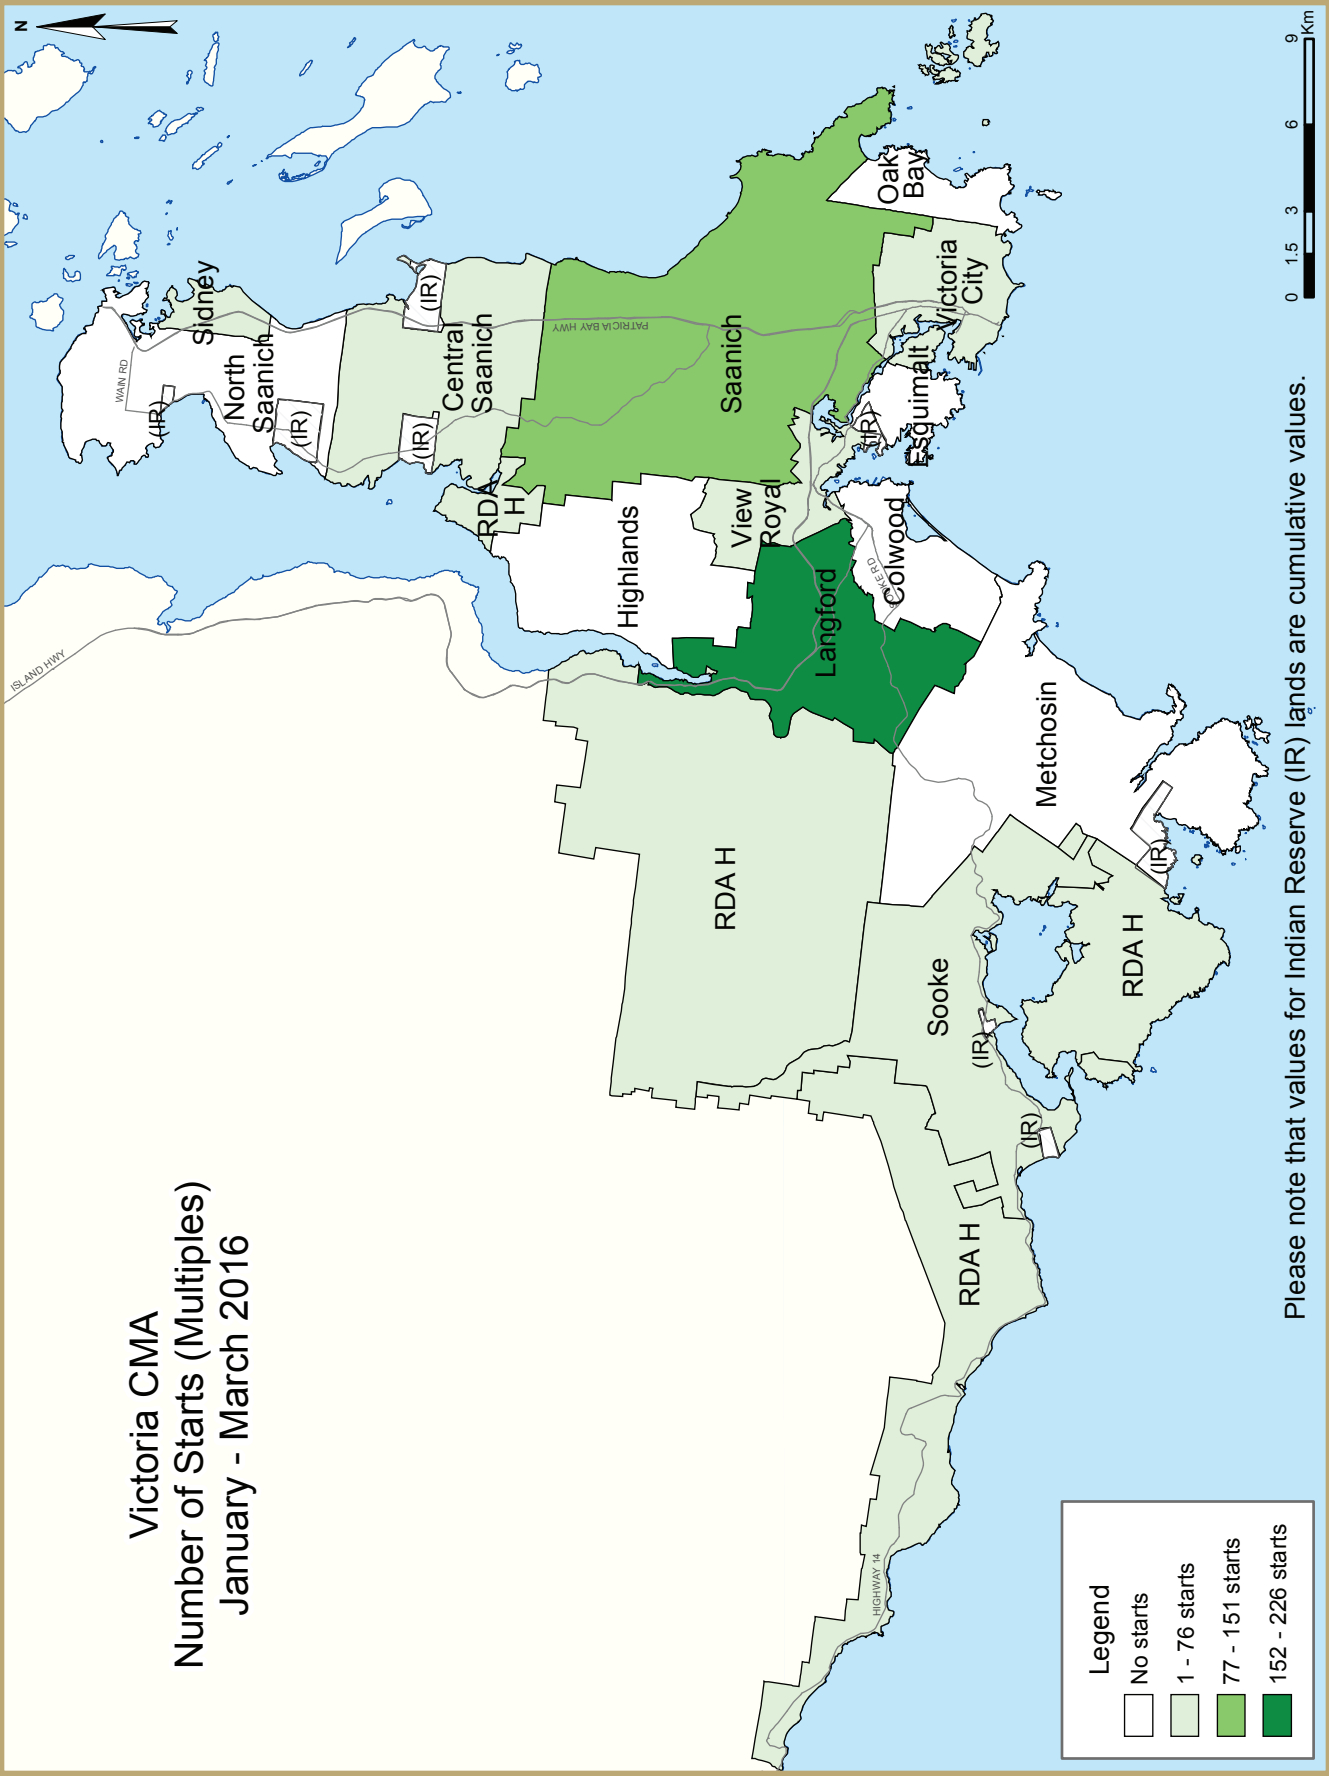 Victoria CMA
Number of Starts (Multiples)
January - March 2016
N
ISLAND HWY
WAIN RD
(IR)
North
Saanich
Sidney
(IR)
(IR)
(IR)
Central
Saanich
PATRICIA BAY HWY
RDA
H
Saanich
Highlands
View
Royal
Langford
Oak
Bay
Victoria
City
Esquimalt
(IR)
Colwood
SOOKE RD
Metchosin
(IR)
RDA H
Sooke
(IR)
(IR)
RDA H
RDA H
HIGHWAY 14
Legend
No starts
1 - 76 starts
77 - 151 starts
152 - 226 starts
0 1.5 3 6 9
Km
Please note that values for Indian Reserve (IR) lands are cumulative values.